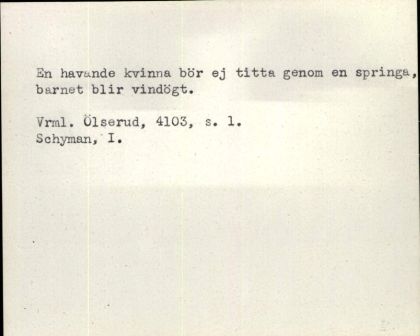 En havande kvinna bör ej titta genom en springa,
barnet blir vindögt.
Vrml. Ölserud, 4103, s. 1.
Schyman, I.